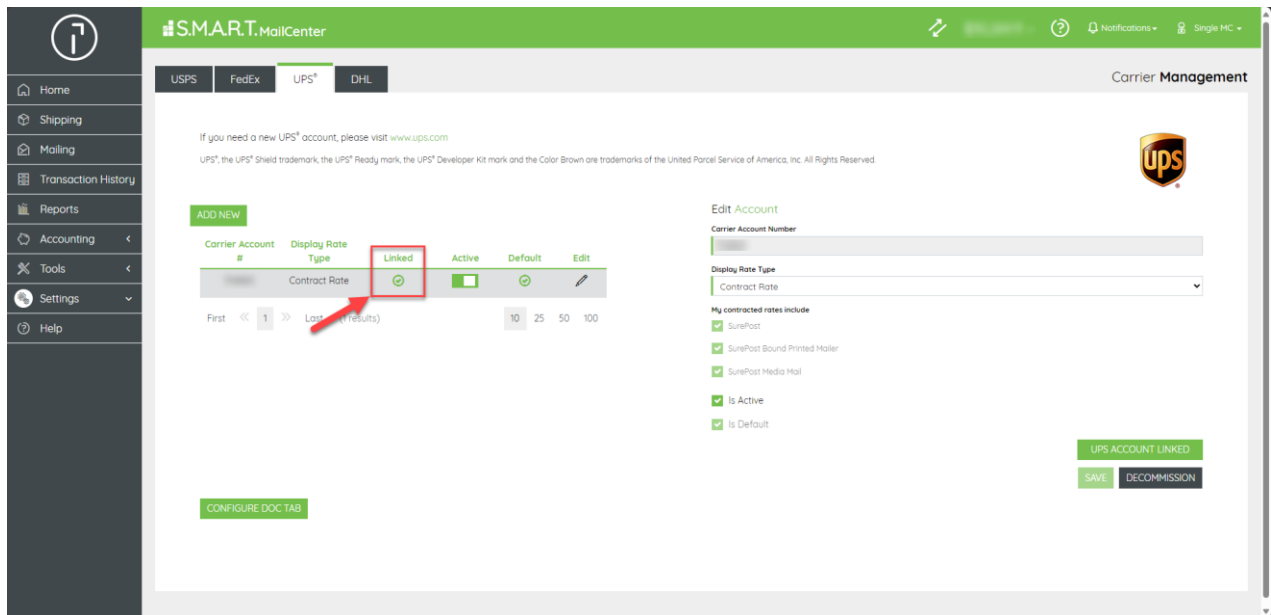 S.M.A.R.T. MailCenter
Notifications
Single MC
Home
Shipping
Mailing
Transaction History
Reports
Accounting
Tools
Settings
Help
USPS FedEx UPS® DHL
Carrier Management
If you need a new UPS® account, please visit www.ups.com
UPS®, the UPS® Shield trademark, the UPS® Ready mark, the UPS® Developer Kit mark and the Color Brown are trademarks of the United Parcel Service of America, Inc. All Rights Reserved.
ups
ADD NEW
Carrier Account # Display Rate Type Linked Active Default Edit
Contract Rate
First 1 Last results)
10 25 50 100
Edit Account
Carrier Account Number
Display Rate Type
Contract Rate
My contracted rates include
SurePost
SurePost Bound Printed Mailer
SurePost Media Mail
Is Active
Is Default
UPS ACCOUNT LINKED
SAVE DECOMMISSION
CONFIGURE DOC TAB